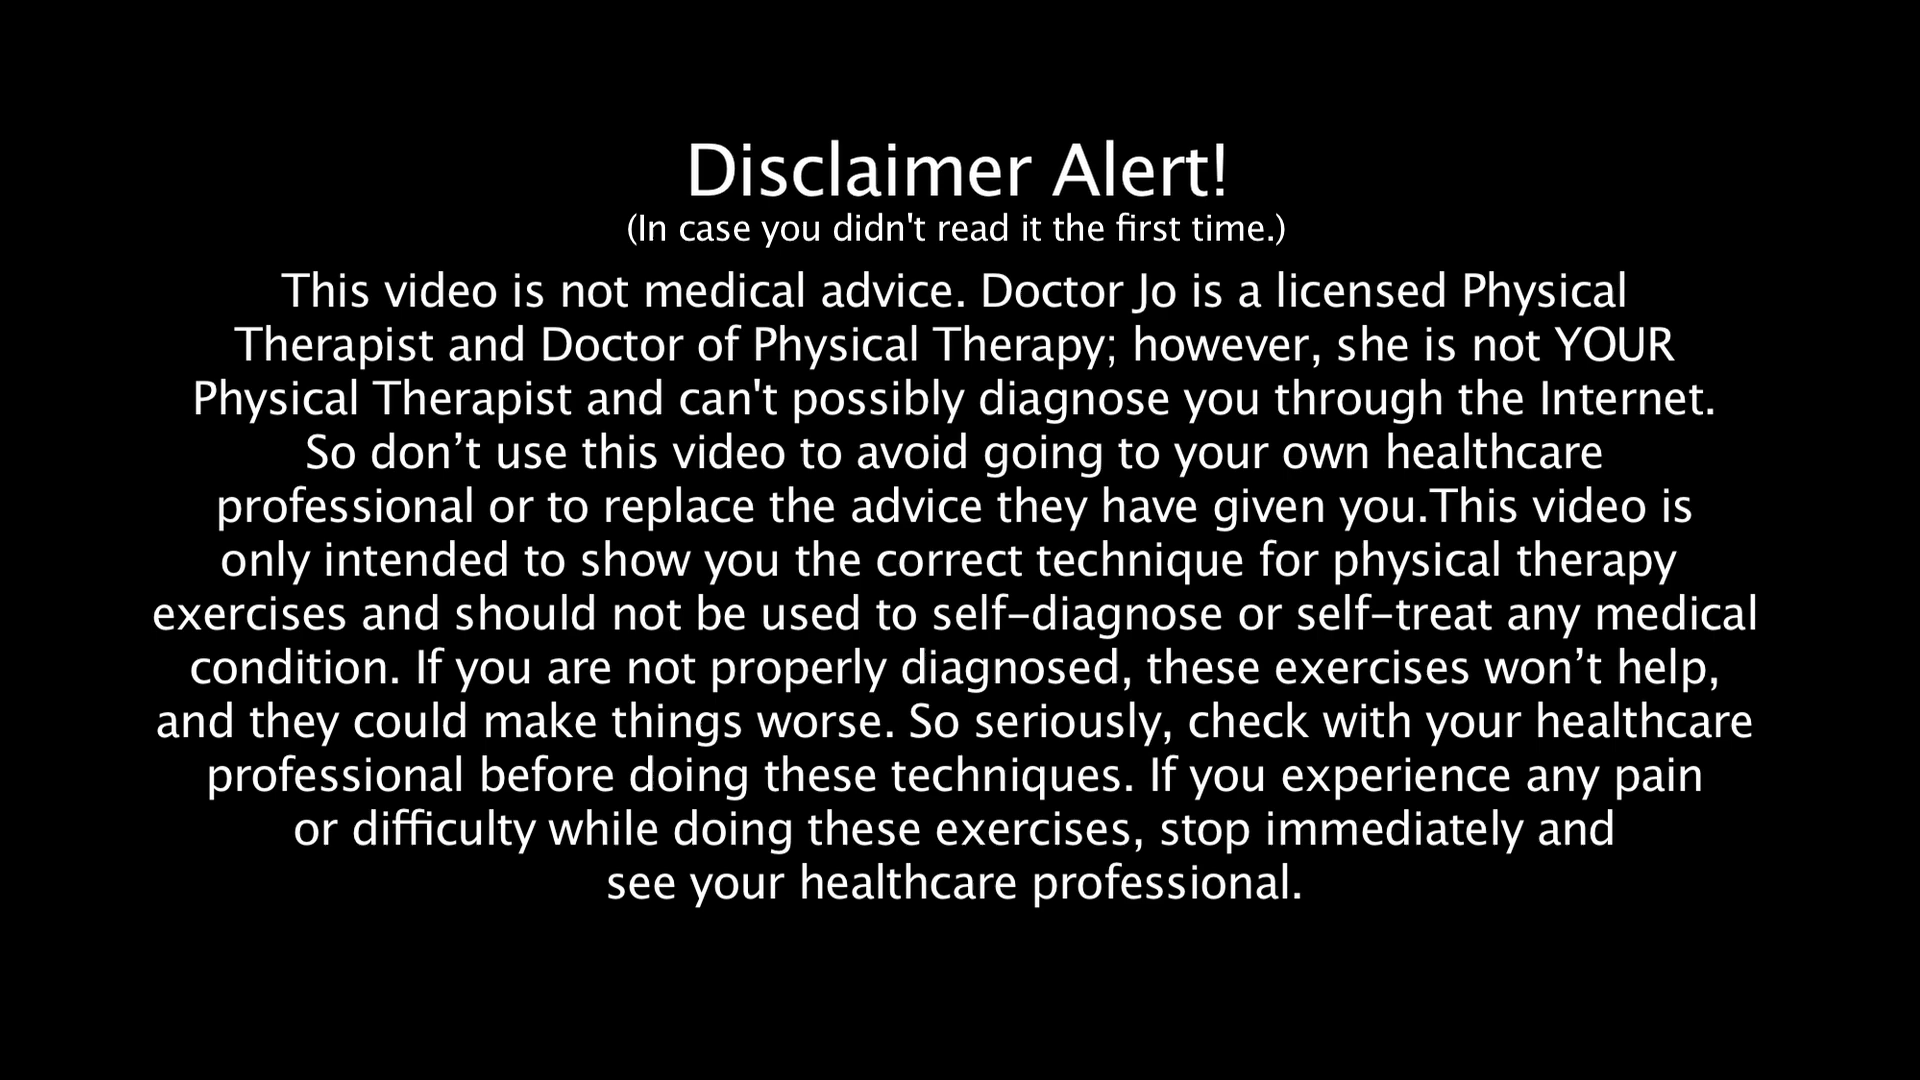 Disclaimer Alert!
(In case you didn't read it the first time.)
This video is not medical advice. Doctor Jo is a licensed Physical
Therapist and Doctor of Physical Therapy; however, she is not YOUR
Physical Therapist and can't possibly diagnose you through the Internet.
So don’t use this video to avoid going to your own healthcare
professional or to replace the advice they have given you.This video is
only intended to show you the correct technique for physical therapy
exercises and should not be used to self-diagnose or self-treat any medical
condition. If you are not properly diagnosed, these exercises won’t help,
and they could make things worse. So seriously, check with your healthcare
professional before doing these techniques. If you experience any pain
or difficulty while doing these exercises, stop immediately and
see your healthcare professional.